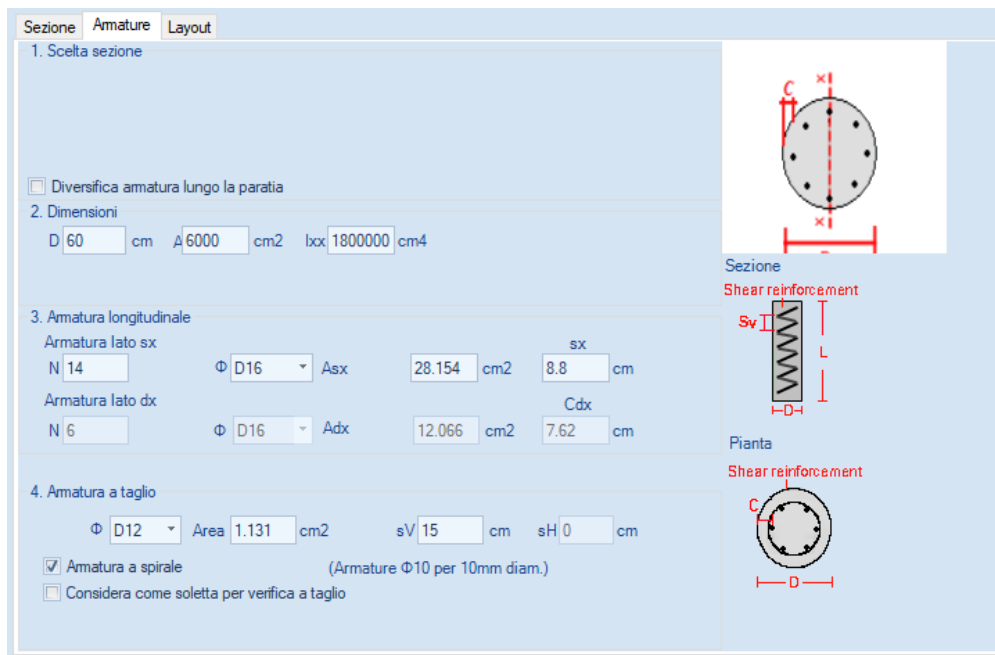 Sezione Armature Layout
1. Scelta sezione
Diversifica armatura lungo la paratia
2. Dimensioni
D 60 cm A 6000 cm2 Ixx 1800000 cm4
3. Armatura longitudinale
Armatura lato sx
sx
N 14 Φ D16 Asx 28.154 cm2 8.8 cm
Armatura lato dx
Cdx
N 6 Φ D16 Adx 12.066 cm2 7.62 cm
4. Armatura a taglio
Φ D12 Area 1.131 cm2 sV 15 cm sH 0 cm
Armatura a spirale (Armature Φ10 per 10mm diam.)
Considera come soletta per verifica a taglio
x
C
x
Sezione
Shear reinforcement
Sv
L
D
Pianta
Shear reinforcement
C
D